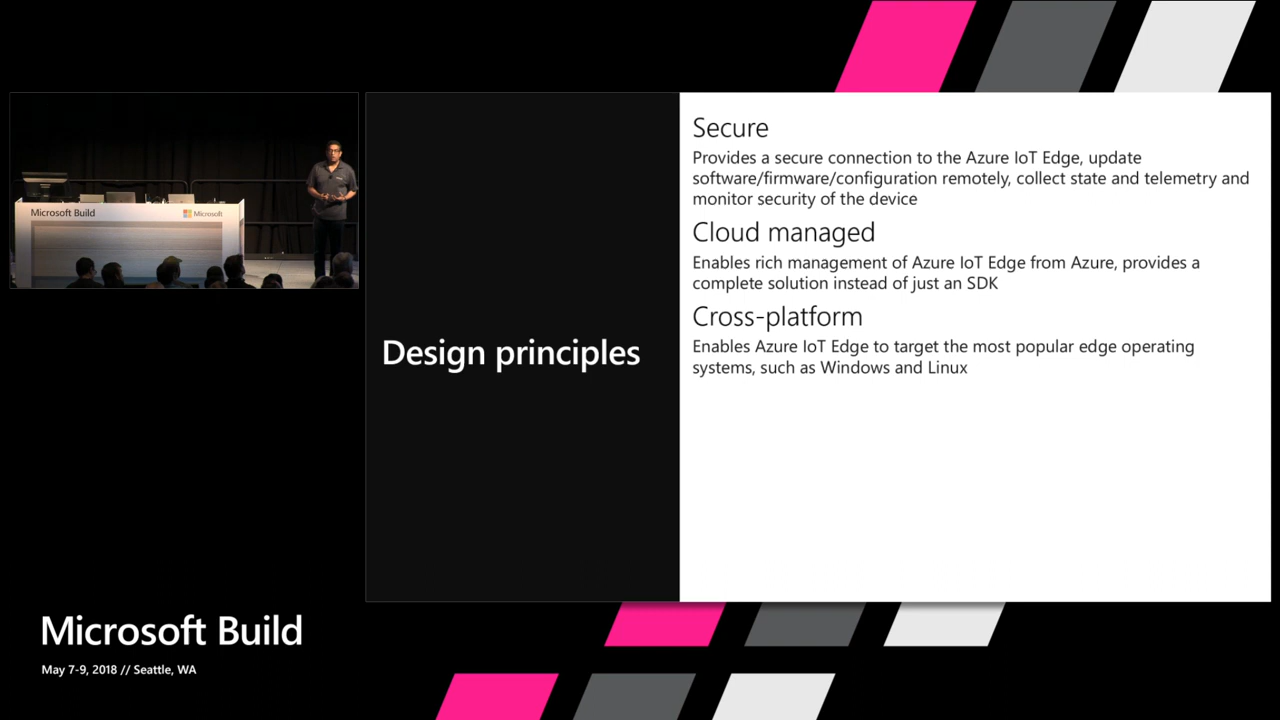 Microsoft Build
Microsoft
Design principles
Secure
Provides a secure connection to the Azure IoT Edge, update
software/firmware/configuration remotely, collect state and telemetry and
monitor security of the device
Cloud managed
Enables rich management of Azure IoT Edge from Azure, provides a
complete solution instead of just an SDK
Cross-platform
Enables Azure IoT Edge to target the most popular edge operating
systems, such as Windows and Linux
Microsoft Build
May 7-9, 2018 // Seattle, WA